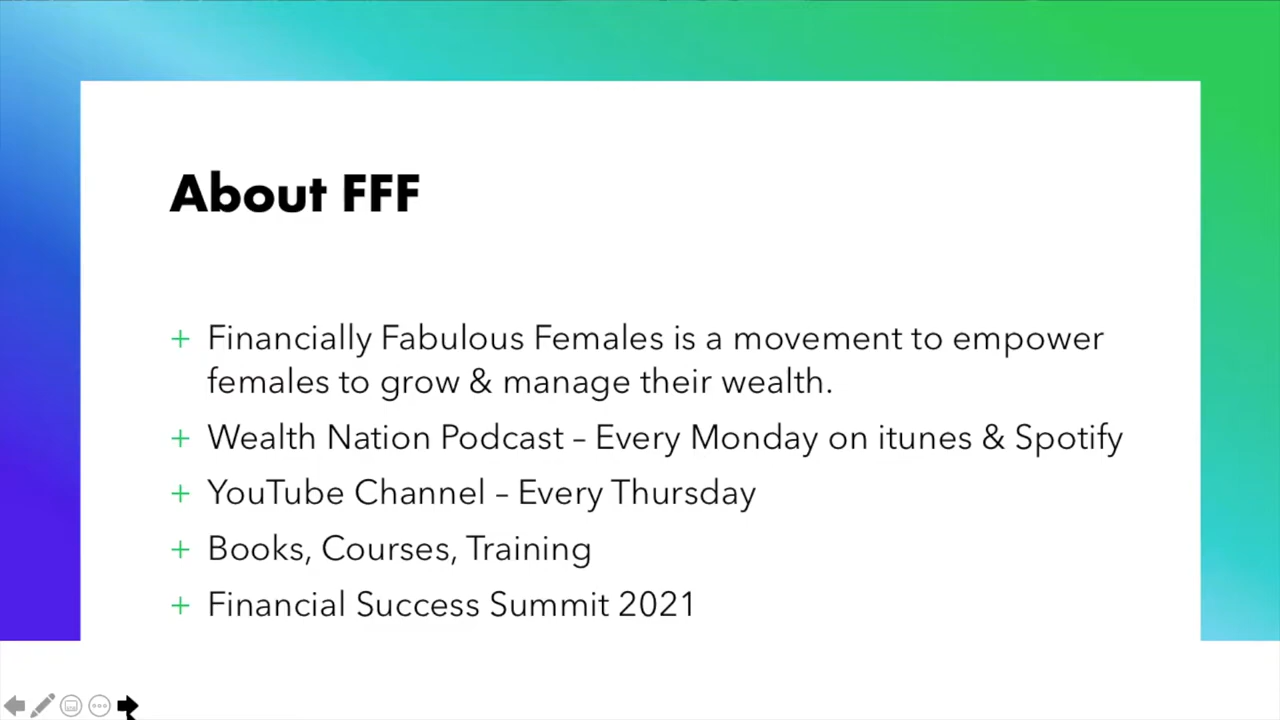 About FFF
+ Financially Fabulous Females is a movement to empower
females to grow & manage their wealth.
+ Wealth Nation Podcast – Every Monday on itunes & Spotify
+ YouTube Channel – Every Thursday
+ Books, Courses, Training
+ Financial Success Summit 2021